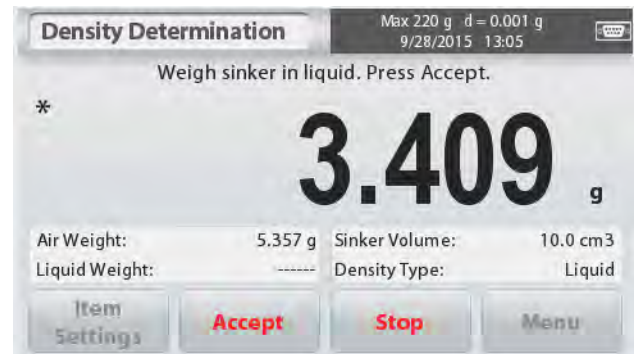 Density Determination
Max 220 g d = 0.001 g
9/28/2015 13:05
Weigh sinker in liquid. Press Accept.
* 3.409 g
Air Weight: 5.357 g Sinker Volume: 10.0 cm3
Liquid Weight: ------ Density Type: Liquid
Item Settings Accept Stop Menu